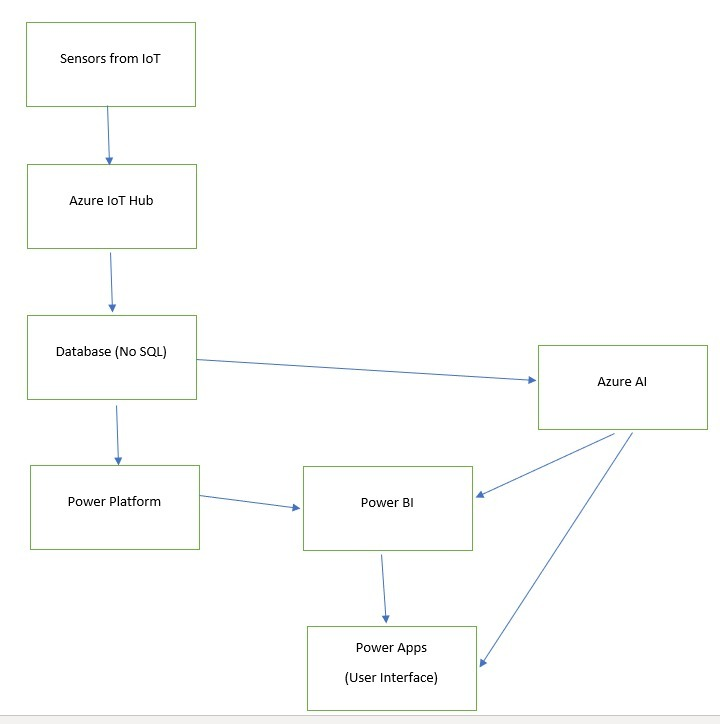 Sensors from IoT
Azure IoT Hub
Database (No SQL)
Azure AI
Power Platform
Power BI
Power Apps
(User Interface)